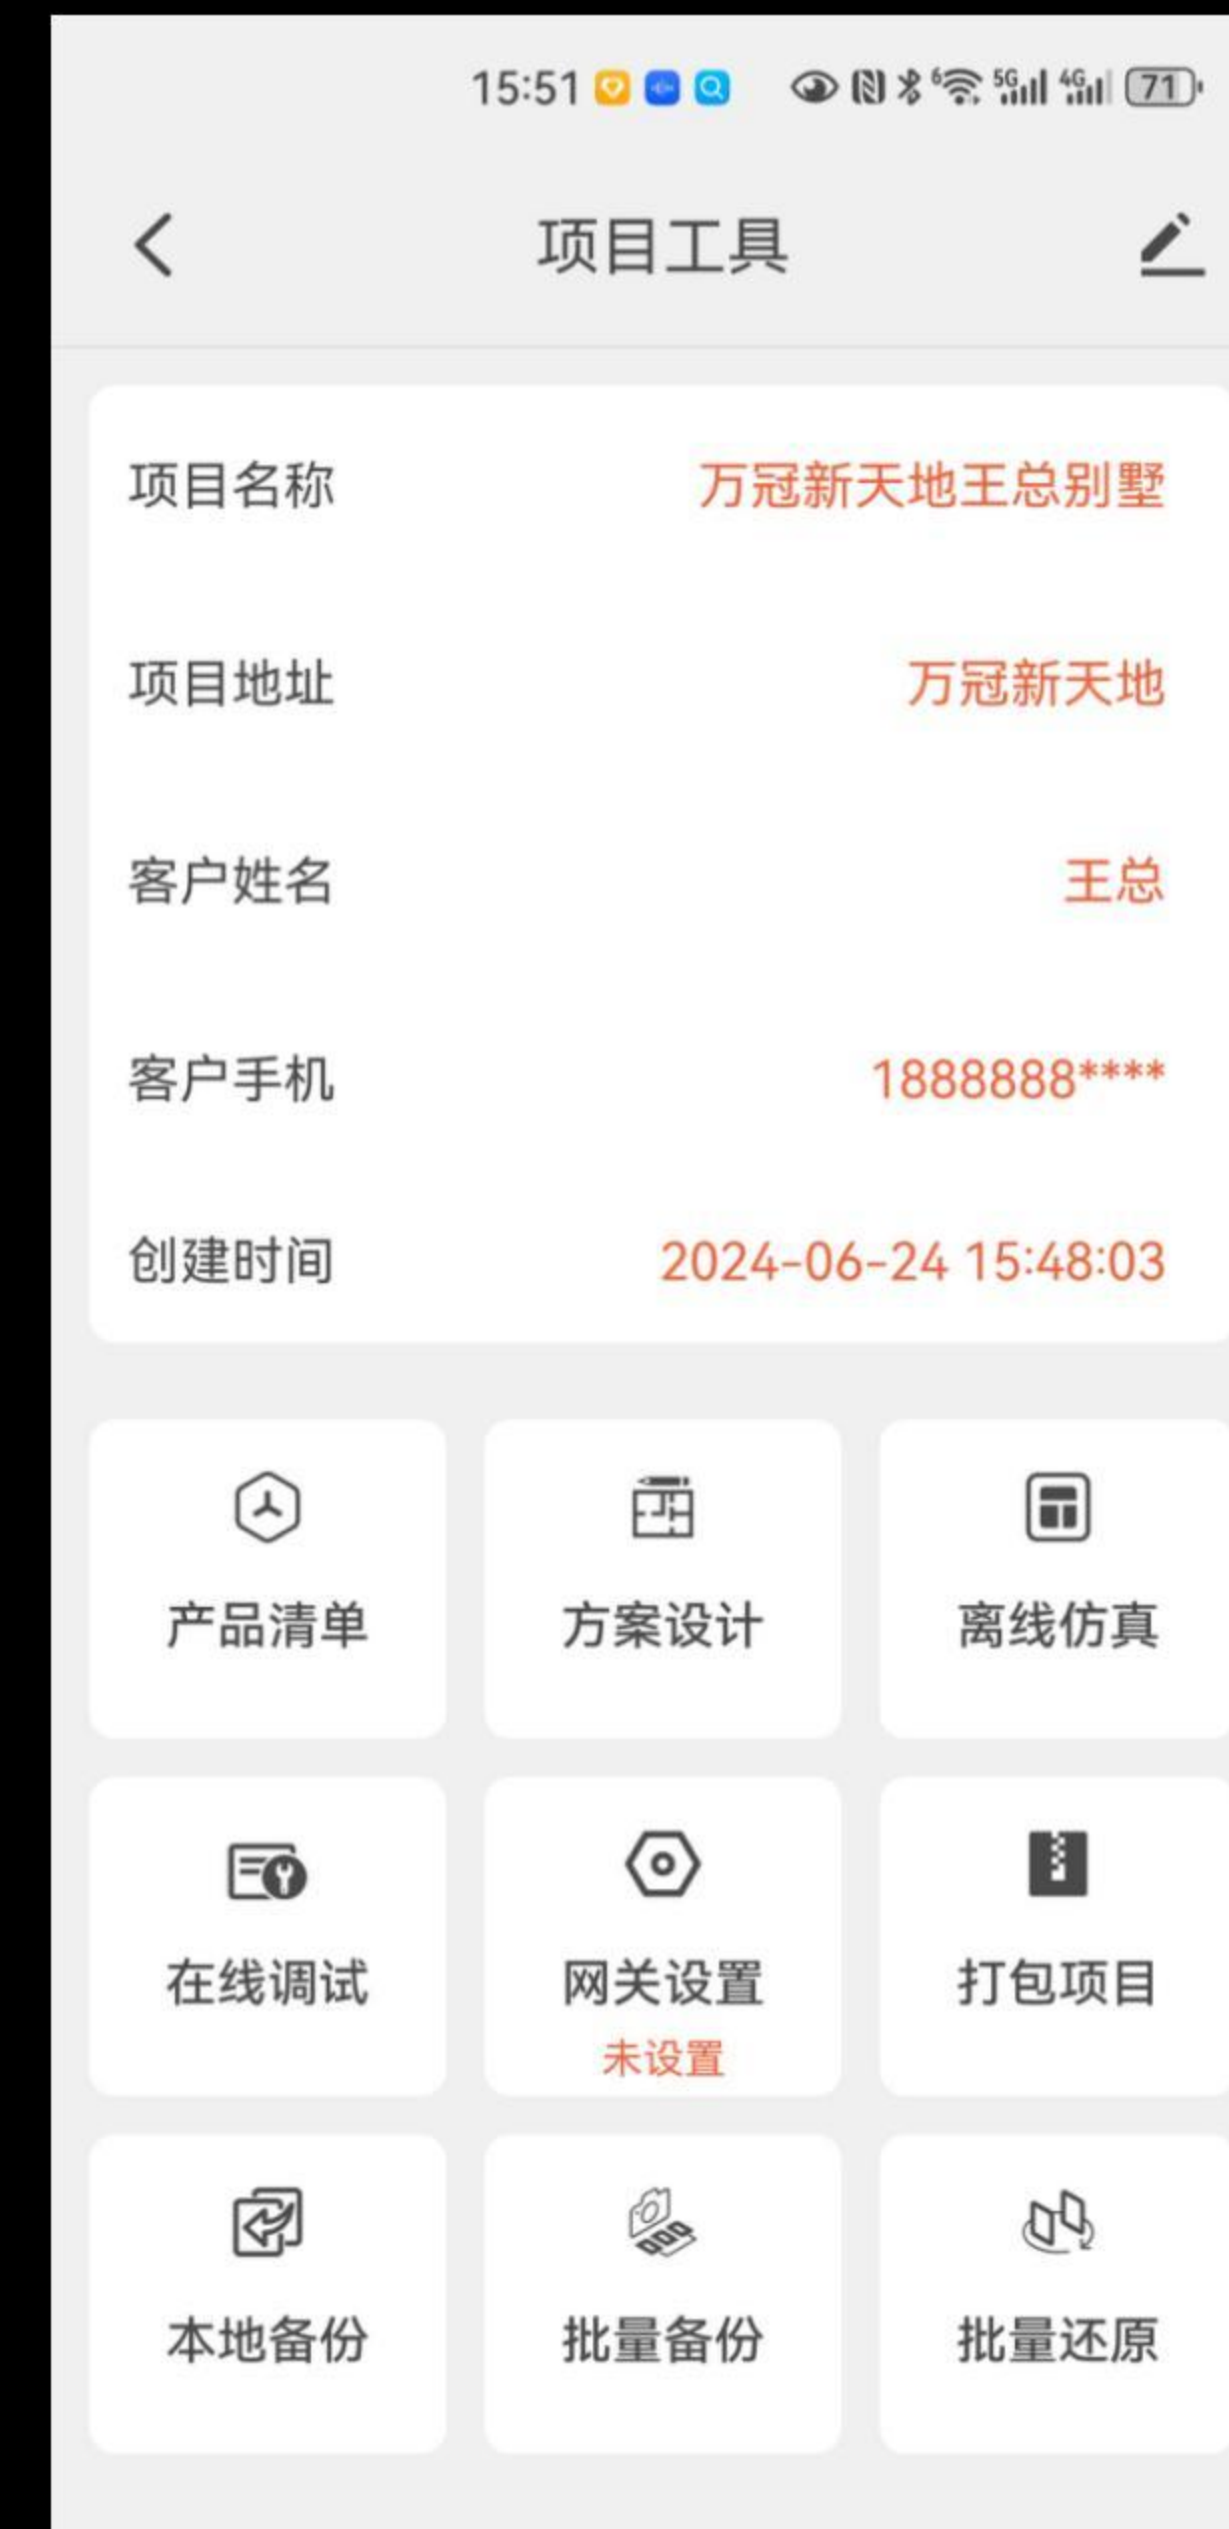 15:51 6 5G 4G 71
项目工具
项目名称 万冠新天地王总别墅
项目地址 万冠新天地
客户姓名 王总
客户手机 1888888****
创建时间 2024-06-24 15:48:03
产品清单 方案设计 离线仿真
在线调试 网关设置 打包项目
未设置
本地备份 批量备份 批量还原